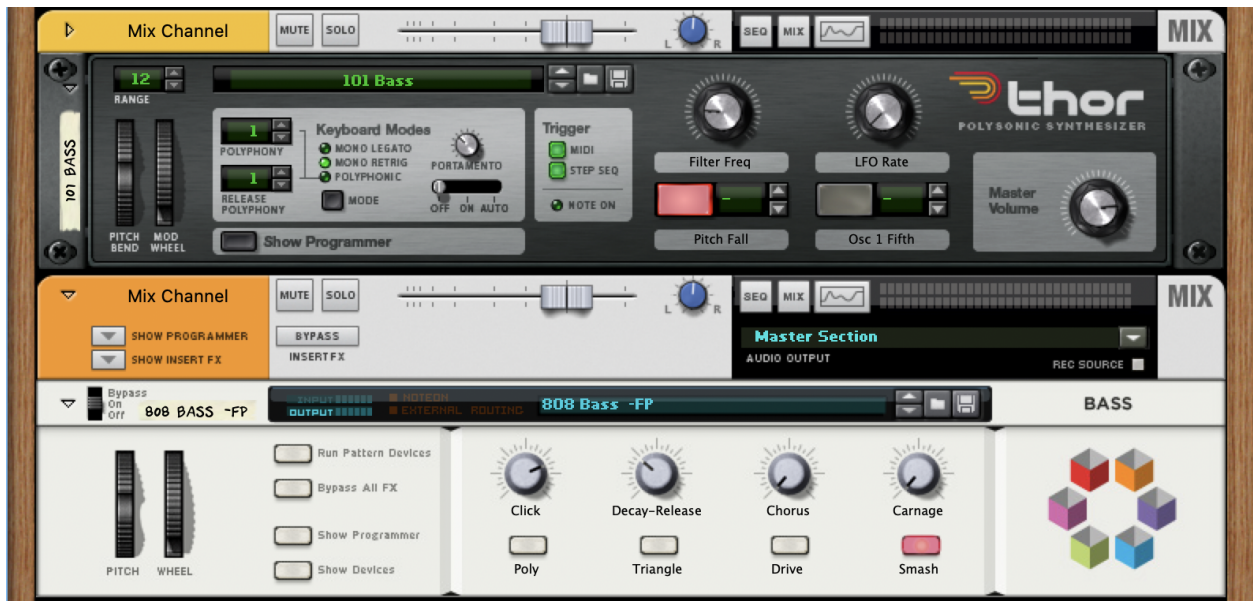 Mix Channel MUTE SOLO L R SEQ MIX MIX
12 101 Bass
RANGE
thor
POLYSONIC SYNTHESIZER
1 Keyboard Modes Trigger
POLYPHONY MONO LEGATO MIDI
MONO RETRIG PORTAMENTO STEP SEQ
1 POLYPHONIC
RELEASE POLYPHONY MODE OFF ON AUTO NOTE ON
Filter Freq LFO Rate
101 BASS
Master Volume
PITCH BEND MOD WHEEL
Show Programmer
Pitch Fall Osc 1 Fifth
Mix Channel MUTE SOLO L R SEQ MIX MIX
SHOW PROGRAMMER BYPASS Master Section
SHOW INSERT FX INSERT FX AUDIO OUTPUT REC SOURCE
Bypass
On
Off
808 BASS -FP
INPUT NOTEON
OUTPUT EXTERNAL ROUTING
808 Bass -FP
BASS
Run Pattern Devices
Bypass All FX
Show Programmer
Show Devices
PITCH WHEEL
Click Decay-Release Chorus Carnage
Poly Triangle Drive Smash